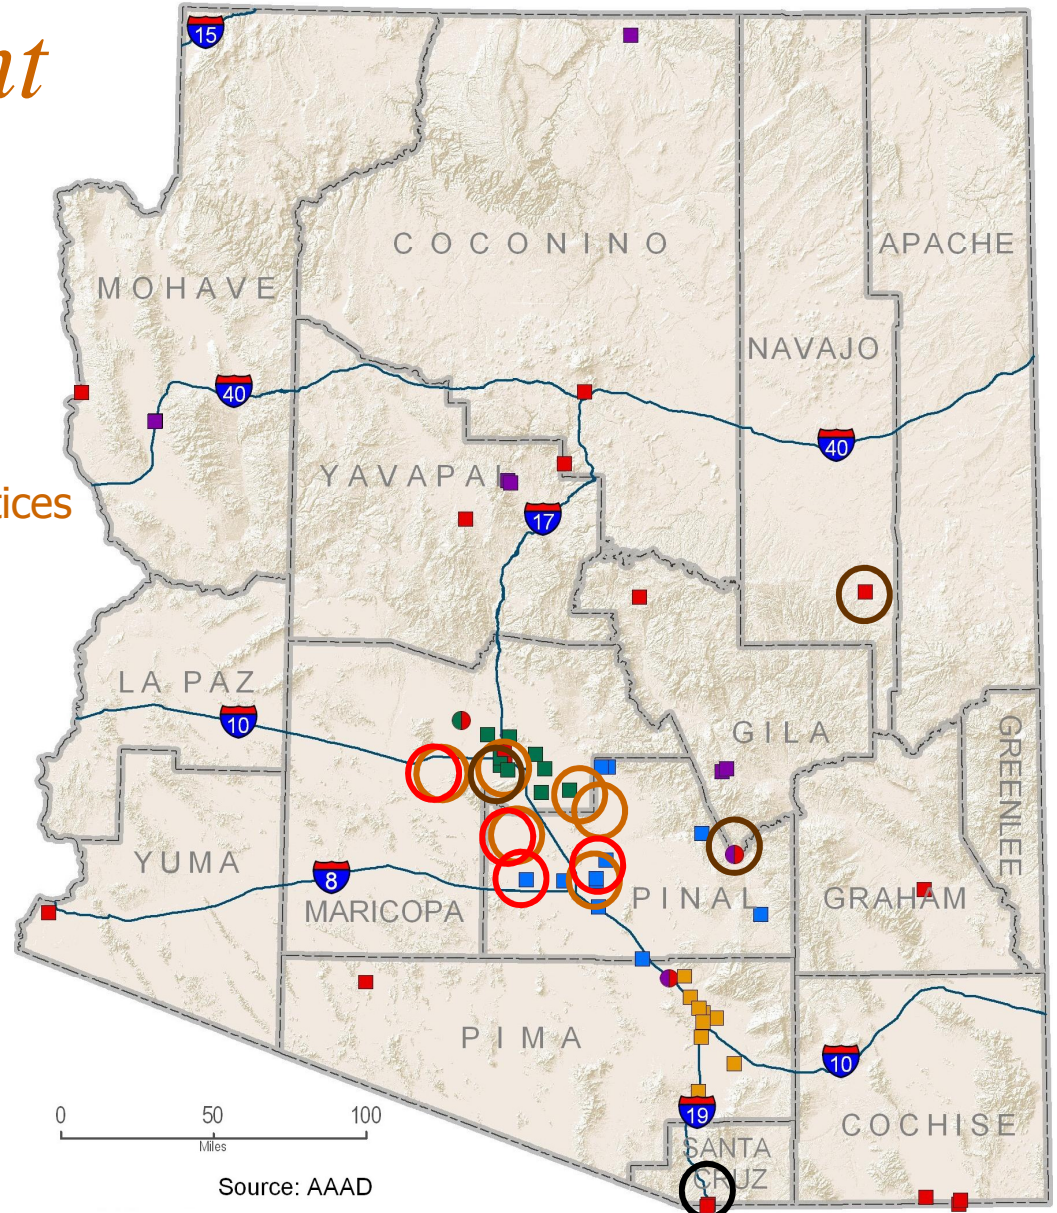 nt
15
COCONINO
APACHE
MOHAVE
NAVAJO
40
40
YAVAPAI
tices
17
LA PAZ
10
GILA
GREENLEE
YUMA
8
MARICOPA
PINAL
GRAHAM
PIMA
10
0 50 100
Miles
19
COCHISE
SANTA
CRUZ
Source: AAAD